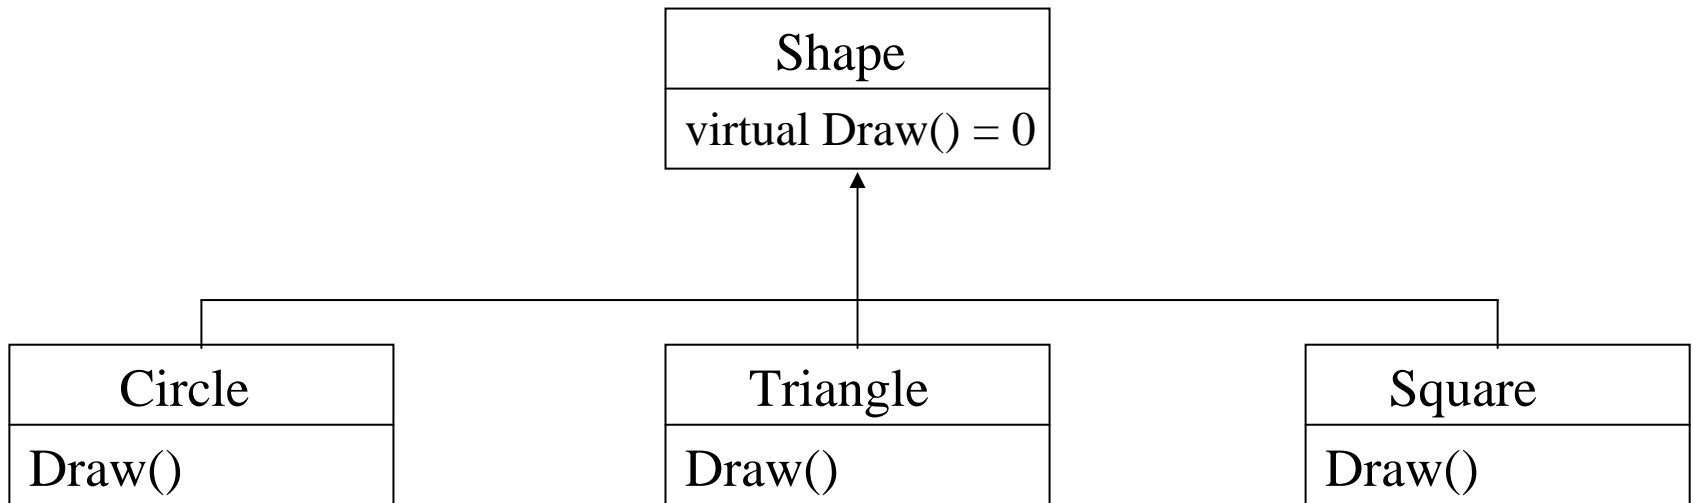 Shape
virtual Draw() = 0
Circle
Triangle
Square
Draw()
Draw()
Draw()